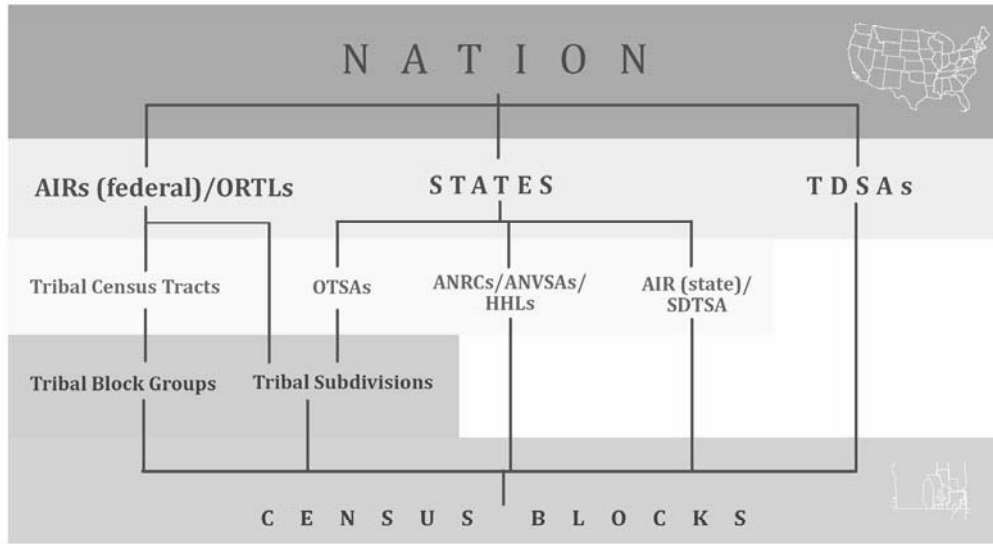 NATION
AIRs (federal)/ORTLs
STATES
TDSAs
Tribal Census Tracts
OTSAs
ANRCs/ANVSAs/
HHLs
AIR (state)/
SDTSA
Tribal Block Groups
Tribal Subdivisions
CENSUS BLOCKS